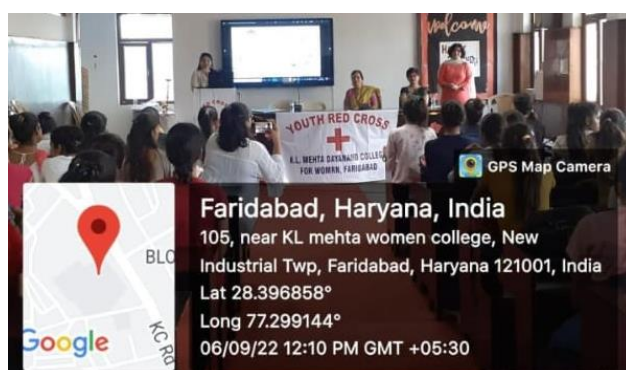 Welcome
YOUTH RED CROSS
K.L. MEHTA DAYANAND COLLEGE
FOR WOMEN, FARIDABAD
GPS Map Camera
Faridabad, Haryana, India
105, near KL mehta women college, New
Industrial Twp, Faridabad, Haryana 121001, India
Lat 28.396858°
Long 77.299144°
06/09/22 12:10 PM GMT +05:30
BLO
KC Rd
Google